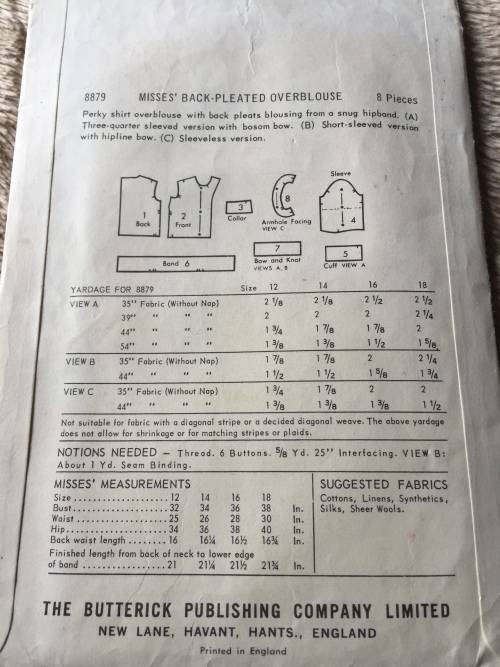 8879 MISSES' BACK-PLEATED OVERBLOUSE 8 Pieces
Perky shirt overblouse with back pleats blousing from a snug hipband. (A)
Three-quarter sleeved version with bosom bow. (B) Short-sleeved version
with hipline bow. (C) Sleeveless version.
Sleeve
1
Back
2
Front
3
Collar
8
Armhole Facing
VIEW C
4
Band 6
7
Bow and Knot
VIEWS A, B
5
Cuff VIEW A
YARDAGE FOR 8879 Size 12 14 16 18
VIEW A 35" Fabric (Without Nap) 2 1/8 2 1/8 2 1/2 2 1/2
39" " " " 2 2 2 2 1/4
44" " " " 1 3/4 1 7/8 1 7/8 2
54" " " " 1 3/8 1 3/8 1 1/2 1 5/8
VIEW B 35" Fabric (Without Nap) 1 7/8 1 7/8 2 2 1/4
44" " " " 1 1/2 1 1/2 1 5/8 1 3/4
VIEW C 35" Fabric (Without Nap) 1 3/4 1 7/8 2 2
44" " " " 1 3/8 1 3/8 1 3/8 1 1/2
Not suitable for fabric with a diagonal stripe or a decided diagonal weave. The above yardage
does not allow for shrinkage or for matching stripes or plaids.
NOTIONS NEEDED – Thread. 6 Buttons. 5/8 Yd. 25" Interfacing. VIEW B:
About 1 Yd. Seam Binding.
MISSES' MEASUREMENTS
Size ..................... 12 14 16 18
Bust ..................... 32 34 36 38 In.
Waist .................... 25 26 28 30 In.
Hip ...................... 34 36 38 40 In.
Back waist length ........ 16 16¼ 16½ 16¾ In.
Finished length from back of neck to lower edge
of band .................. 21 21¼ 21½ 21¾ In.
SUGGESTED FABRICS
Cottons, Linens, Synthetics,
Silks, Sheer Wools.
THE BUTTERICK PUBLISHING COMPANY LIMITED
NEW LANE, HAVANT, HANTS., ENGLAND
Printed in England